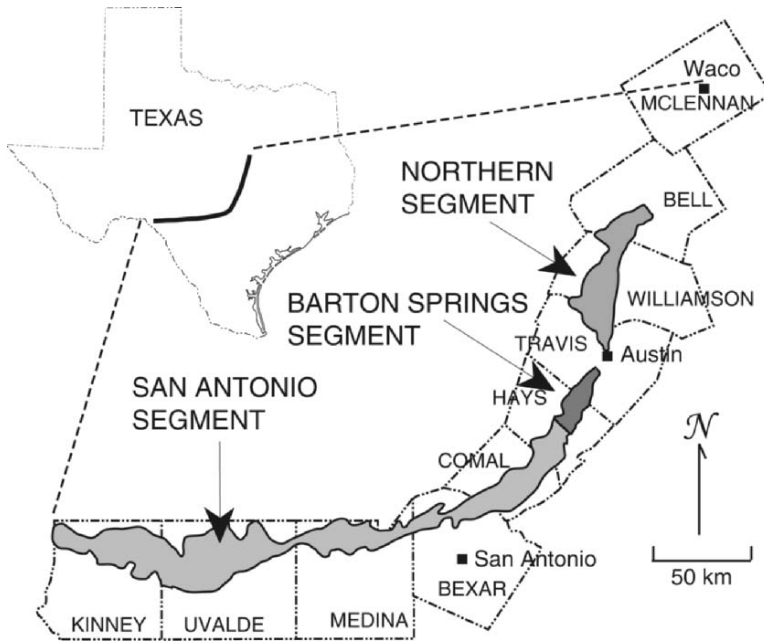 Waco
MCLENNAN
TEXAS
NORTHERN
SEGMENT
BELL
BARTON SPRINGS
SEGMENT
WILLIAMSON
TRAVIS
Austin
SAN ANTONIO
SEGMENT
HAYS
N
COMAL
San Antonio
50 km
BEXAR
KINNEY
UVALDE
MEDINA